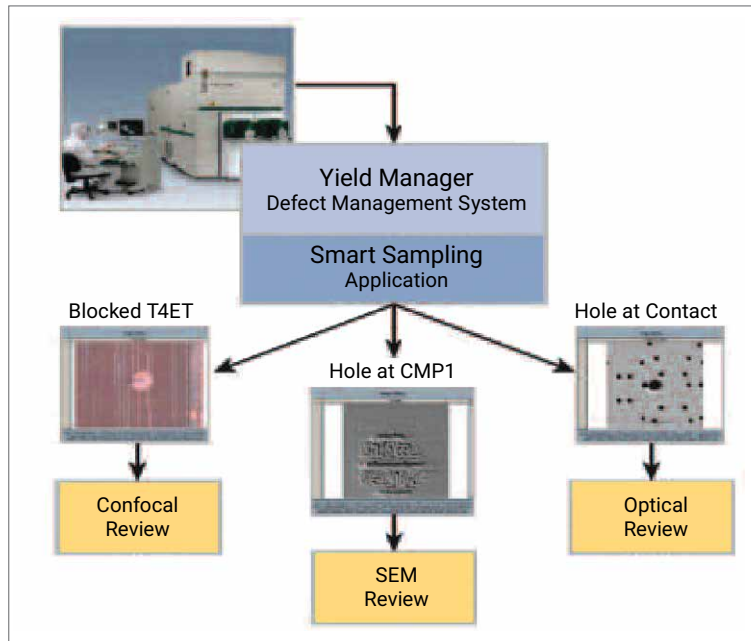 Yield Manager
Defect Management System
Smart Sampling
Application
Blocked T4ET
Hole at CMP1
Hole at Contact
Confocal
Review
SEM
Review
Optical
Review